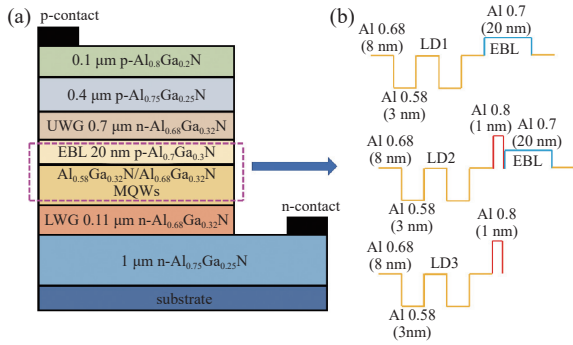 (a)
p-contact
0.1 μm p-Al0.8Ga0.2N
0.4 μm p-Al0.75Ga0.25N
UWG 0.7 μm n-Al0.68Ga0.32N
EBL 20 nm p-Al0.7Ga0.3N
Al0.58Ga0.32N/Al0.68Ga0.32N
MQWs
n-contact
LWG 0.11 μm n-Al0.68Ga0.32N
1 μm n-Al0.75Ga0.25N
substrate
(b)
Al 0.68
(8 nm)
LD1
Al 0.7
(20 nm)
EBL
Al 0.58
(3 nm)
Al 0.8
(1 nm)
Al 0.7
(20 nm)
Al 0.68
(8 nm)
LD2
EBL
Al 0.58
(3 nm)
Al 0.8
(1 nm)
Al 0.68
(8 nm)
LD3
Al 0.58
(3nm)